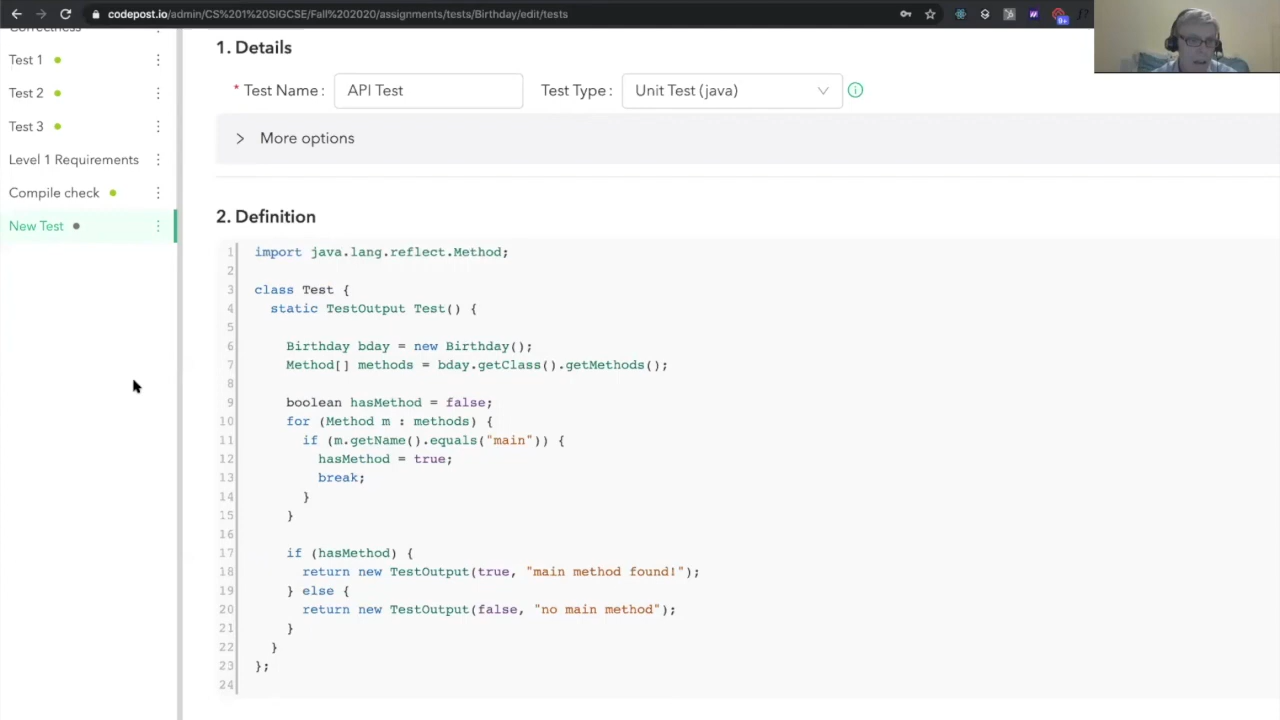 codepost.io/admin/CS%201%20SIGCSE/Fall%202020/assignments/tests/Birthday/edit/tests
9+
Correctness
Test 1
Test 2
Test 3
Level 1 Requirements
Compile check
New Test
1. Details
* Test Name : API Test Test Type : Unit Test (java)
More options
2. Definition
1 import java.lang.reflect.Method;
2
3 class Test {
4 static TestOutput Test() {
5
6 Birthday bday = new Birthday();
7 Method[] methods = bday.getClass().getMethods();
8
9 boolean hasMethod = false;
10 for (Method m : methods) {
11 if (m.getName().equals("main")) {
12 hasMethod = true;
13 break;
14 }
15 }
16
17 if (hasMethod) {
18 return new TestOutput(true, "main method found!");
19 } else {
20 return new TestOutput(false, "no main method");
21 }
22 }
23 };
24